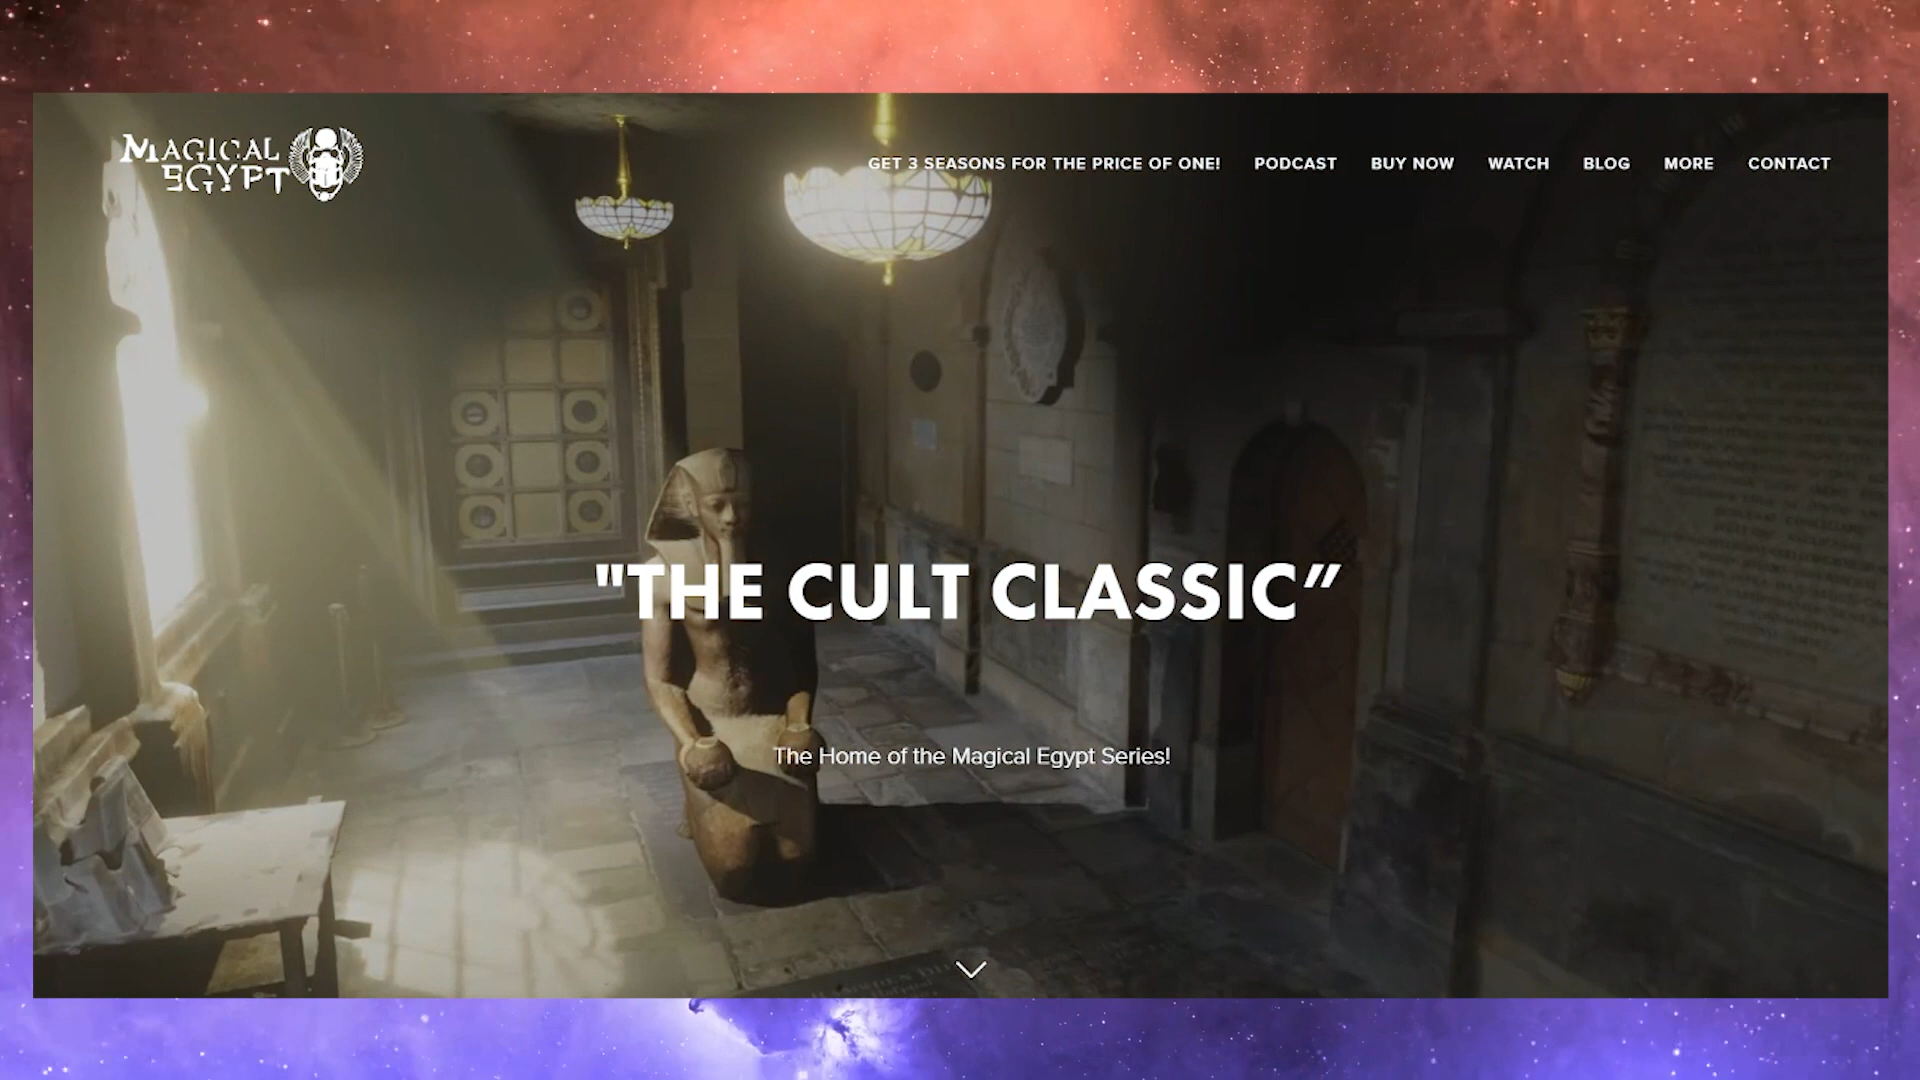 MAGICAL
EGYPT
GET 3 SEASONS FOR THE PRICE OF ONE! PODCAST BUY NOW WATCH BLOG MORE CONTACT
"THE CULT CLASSIC”
The Home of the Magical Egypt Series!